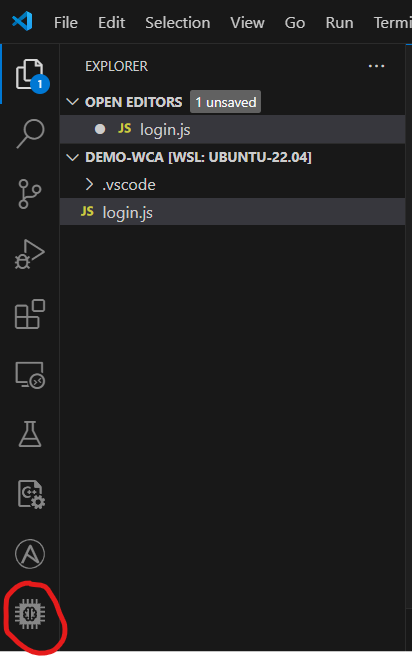 File Edit Selection View Go Run Termi
1
EXPLORER
OPEN EDITORS 1 unsaved
JS login.js
DEMO-WCA [WSL: UBUNTU-22.04]
.vscode
JS login.js